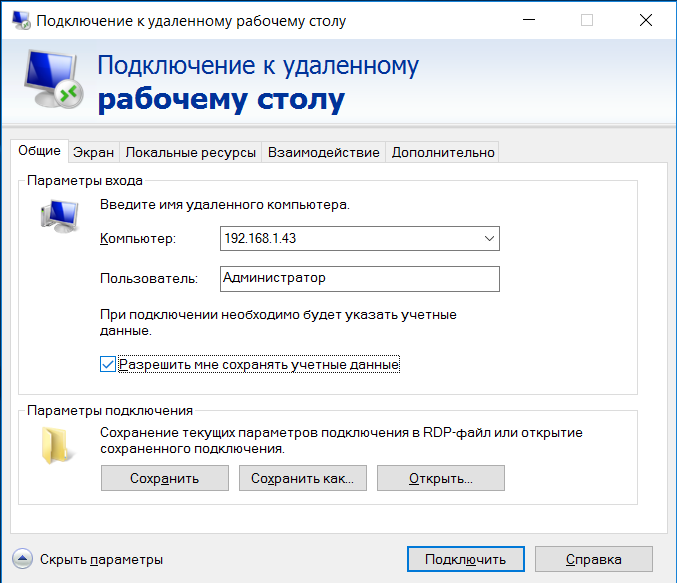 Подключение к удаленному рабочему столу
Подключение к удаленному
рабочему столу
Общие
Экран
Локальные ресурсы
Взаимодействие
Дополнительно
Параметры входа
Введите имя удаленного компьютера.
Компьютер:
192.168.1.43
Пользователь:
Администратор
При подключении необходимо будет указать учетные
данные.
Разрешить мне сохранять учетные данные
Параметры подключения
Сохранение текущих параметров подключения в RDP-файл или открытие
сохраненного подключения.
Сохранить
Сохранить как...
Открыть...
Скрыть параметры
Подключить
Справка